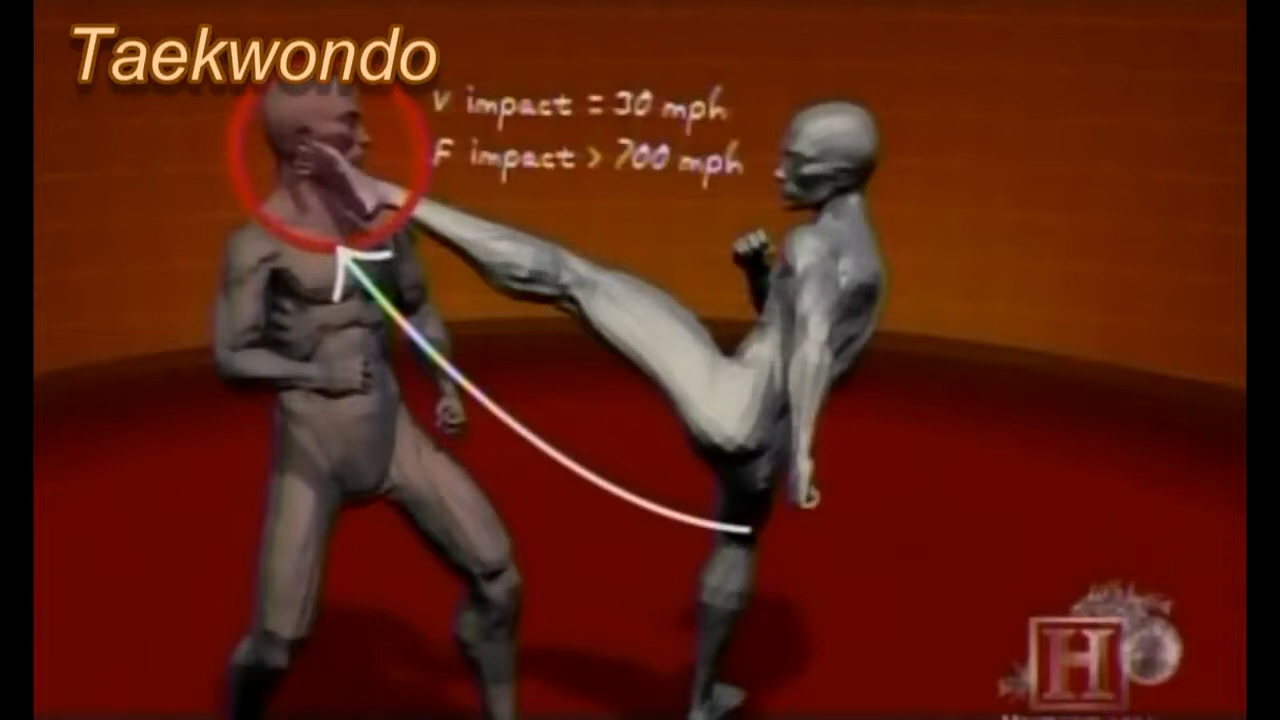 Taekwondo
v impact = 30 mph
F impact > 700 mph
H